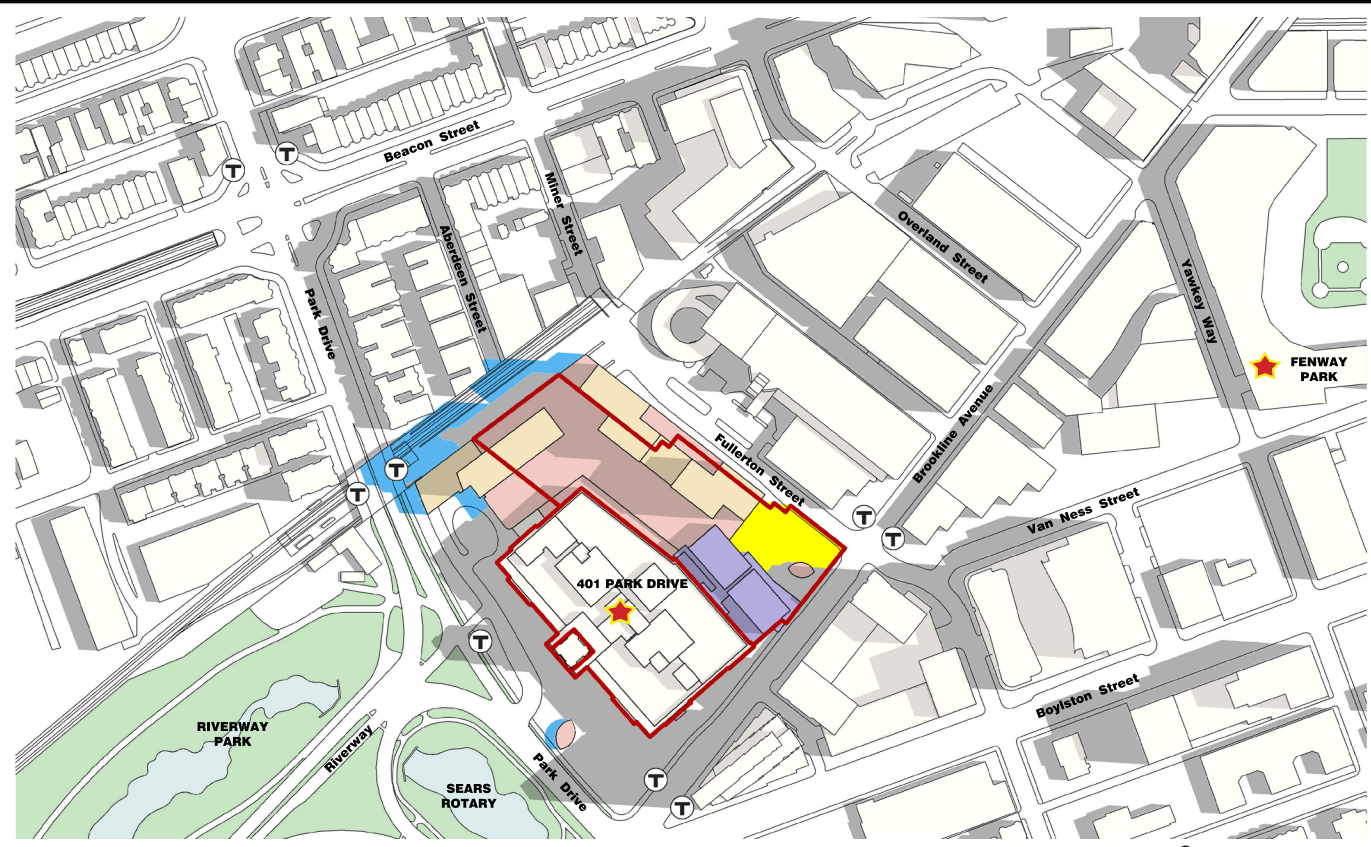 Beacon Street
T
T
Miner Street
Overland Street
Aberdeen Street
Yawkey Way
Park Drive
FENWAY
PARK
Brookline Avenue
Fullerton Street
T
T
Van Ness Street
T
T
401 PARK DRIVE
T
Boylston Street
RIVERWAY
PARK
Riverway
Park Drive
SEARS
ROTARY
T
T